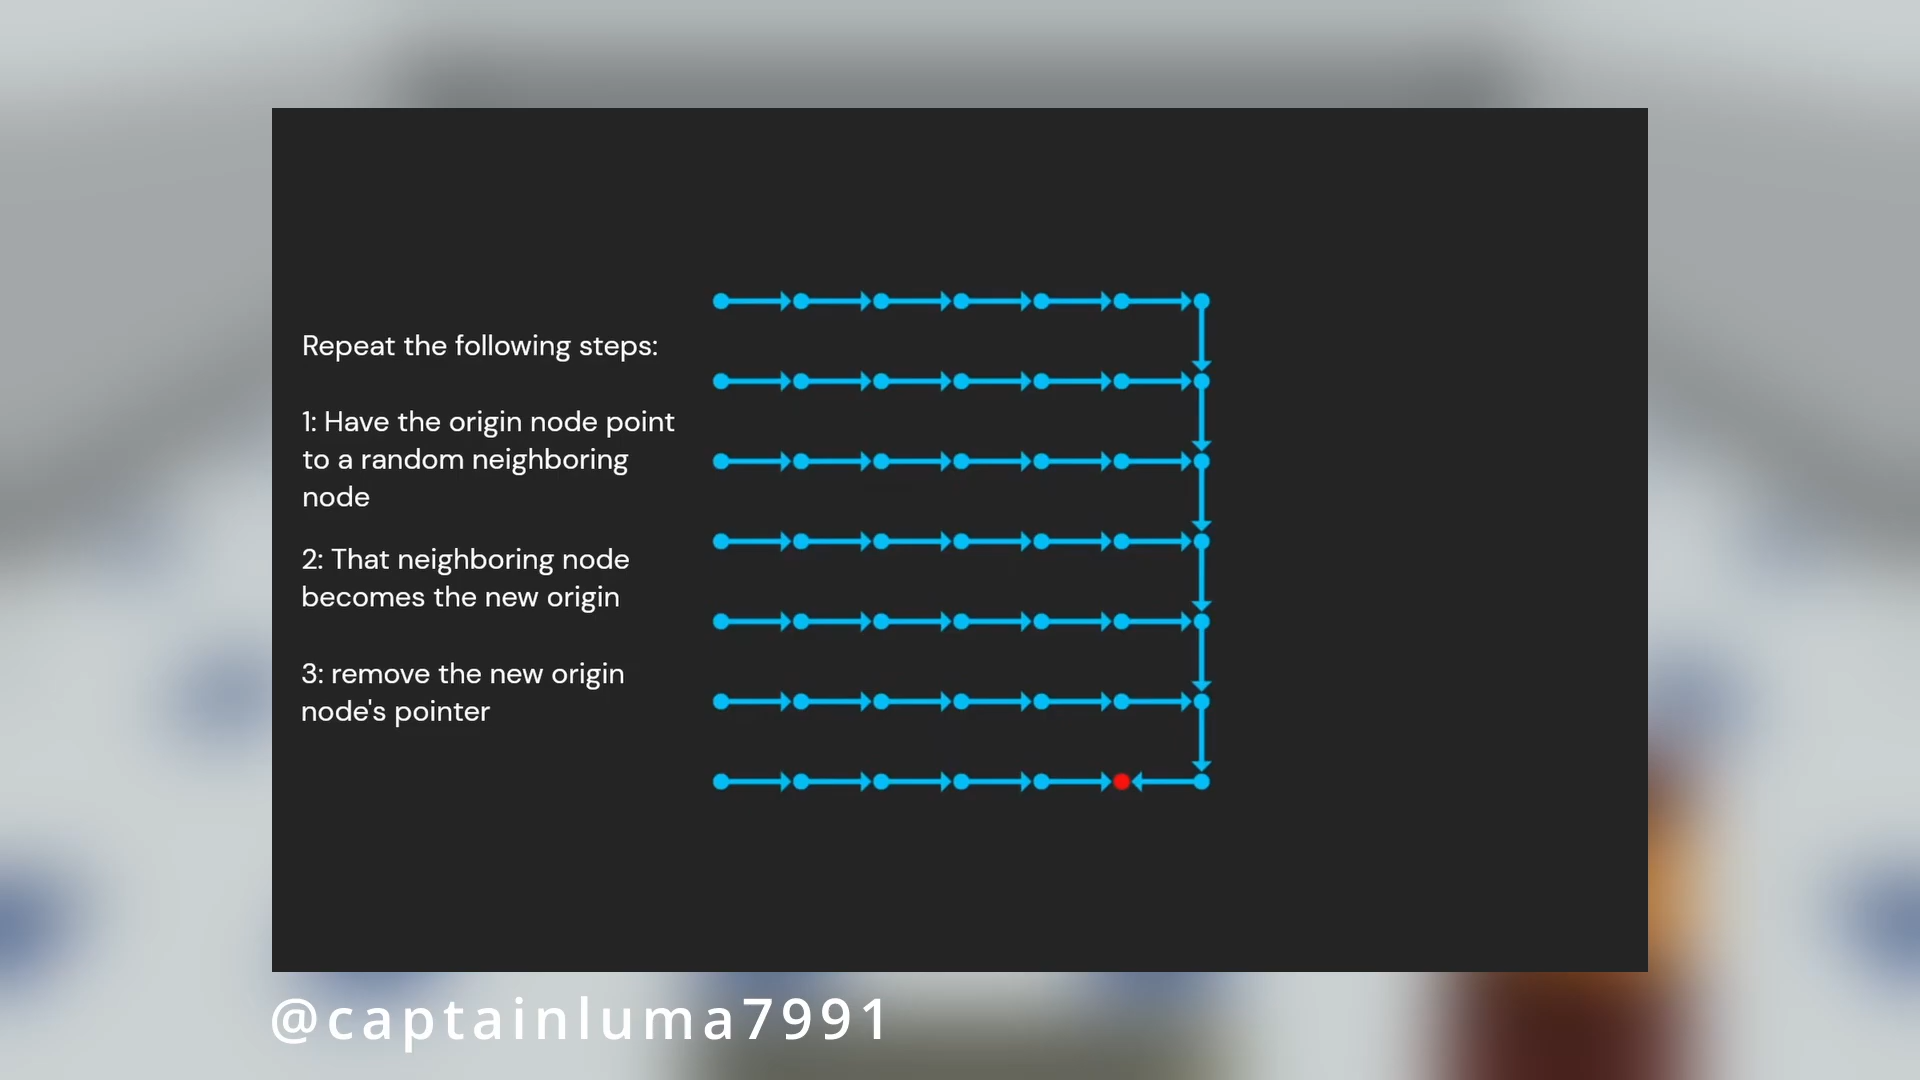 Repeat the following steps:
1: Have the origin node point
to a random neighboring
node
2: That neighboring node
becomes the new origin
3: remove the new origin
node's pointer
@captainluma7991